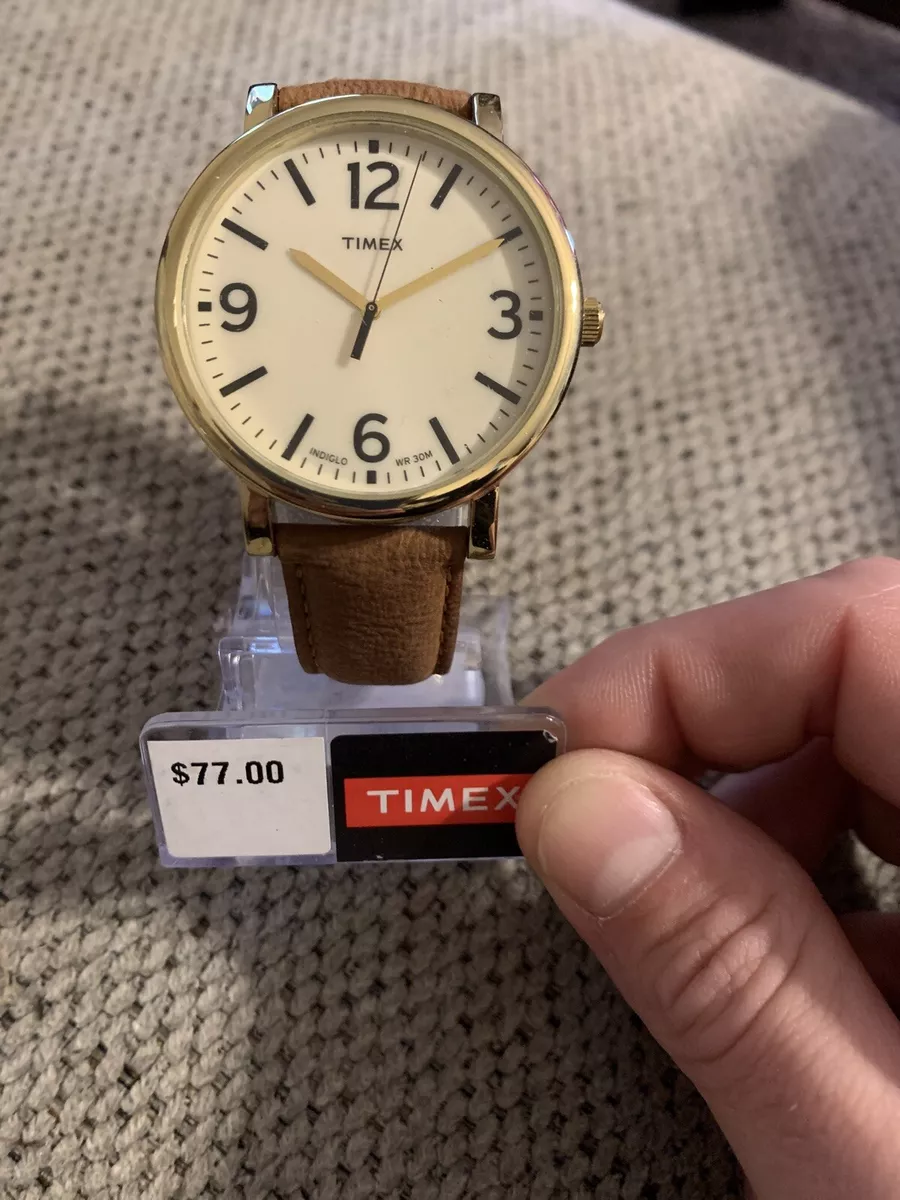 12
TIMEX
9
3
6
INDIGLO WR 30M
$77.00
TIMEX